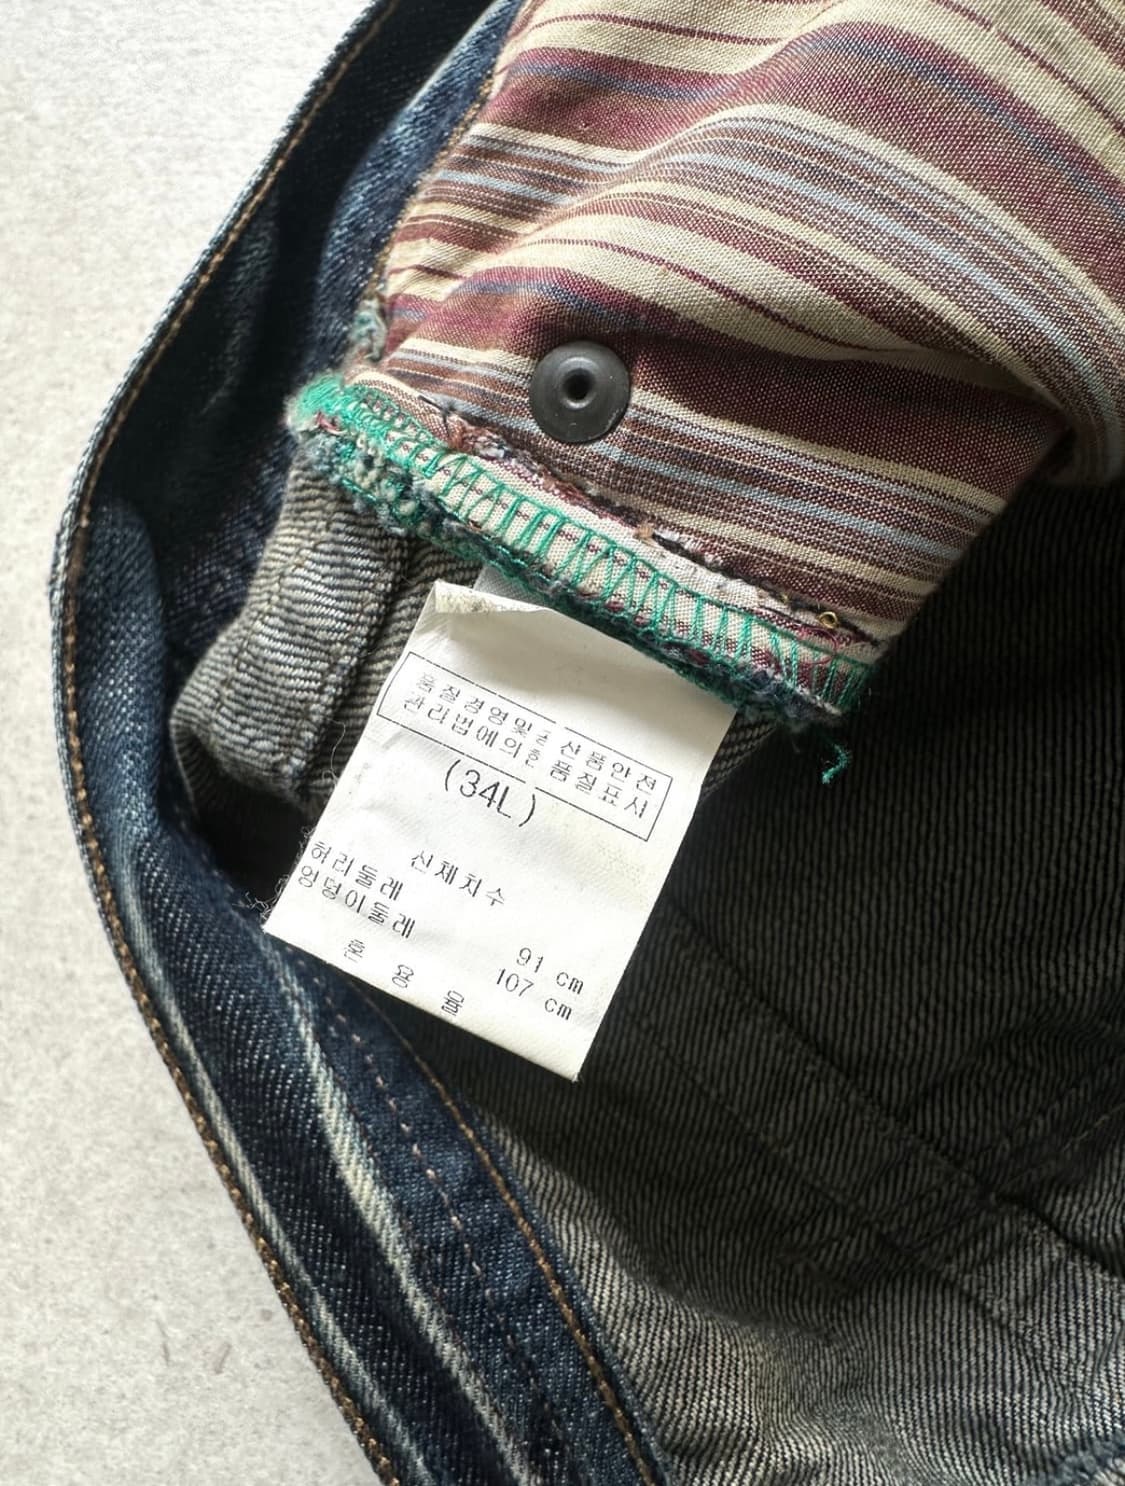 품질경영및공산품안전
관리법에의한품질표시
(34L)
신체치수
허리둘레 91 cm
엉덩이둘레 107 cm
혼 용 율